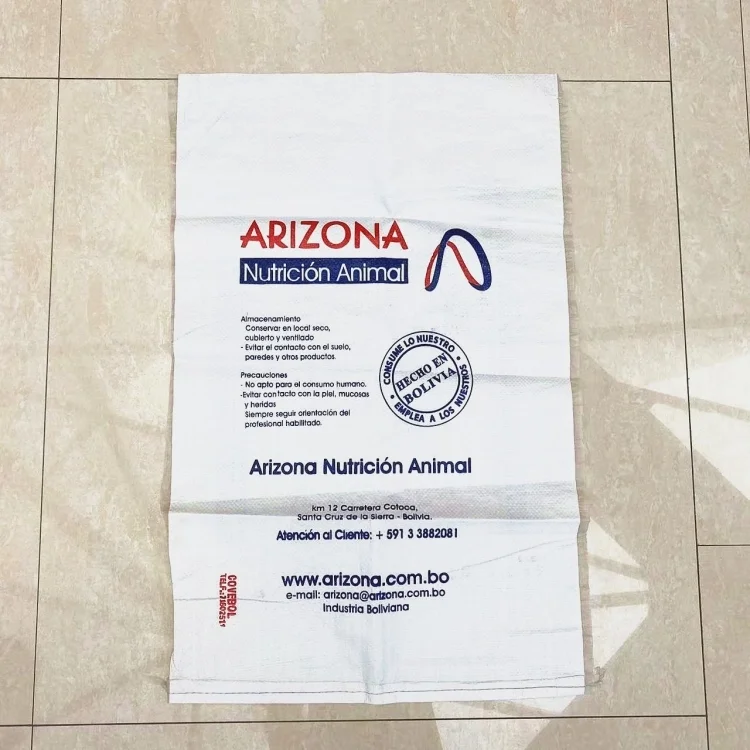 ARIZONA
Nutrición Animal
Almacenamiento
Conservar en local seco,
cubierto y ventilado
- Evitar el contacto con el suelo,
paredes y otros productos.
Precauciones
- No apto para el consumo humano.
-Evitar contacto con la piel, mucosas
y heridas
Siempre seguir orientación del
profesional habilitado.
CONSUME LO NUESTRO
HECHO EN
BOLIVIA
EMPLEA A LOS NUESTROS
Arizona Nutrición Animal
km 12 Carretera Cotoca,
Santa Cruz de la Sierra - Bolivia.
Atención al Cliente: + 591 3 3882081
www.arizona.com.bo
e-mail: arizona@arizona.com.bo
Industria Boliviana
COVEBOL
TELF.: